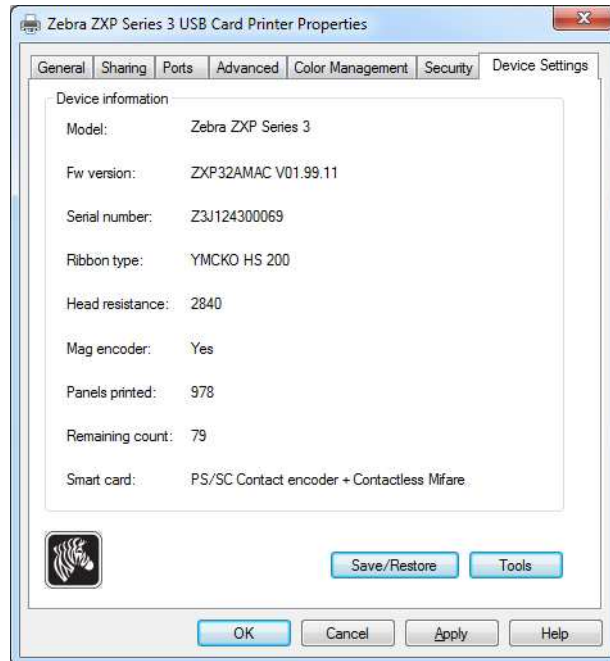 Zebra ZXP Series 3 USB Card Printer Properties
General Sharing Ports Advanced Color Management Security Device Settings
Device information
Model: Zebra ZXP Series 3
Fw version: ZXP32AMAC V01.99.11
Serial number: Z3J124300069
Ribbon type: YMCKO HS 200
Head resistance: 2840
Mag encoder: Yes
Panels printed: 978
Remaining count: 79
Smart card: PS/SC Contact encoder + Contactless Mifare
Save/Restore Tools
OK Cancel Apply Help